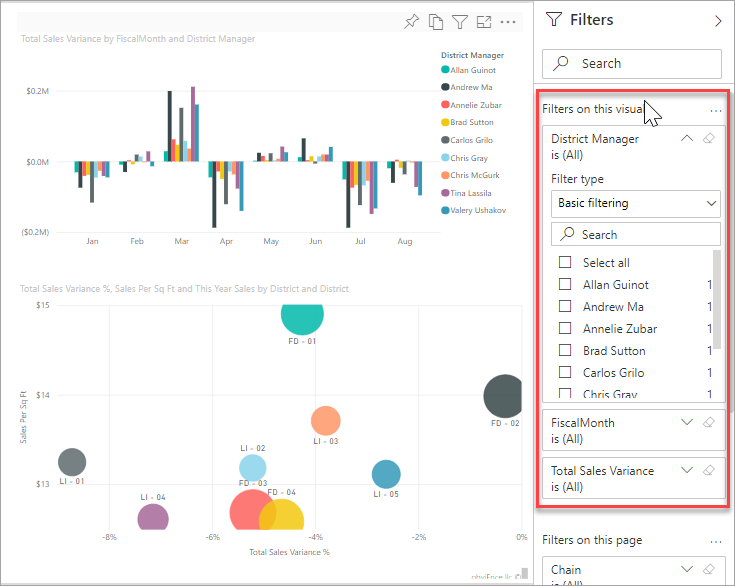 Total Sales Variance by FiscalMonth and District Manager
District Manager
Allan Guinot
Andrew Ma
Annelie Zubar
Brad Sutton
Carlos Grilo
Chris Gray
Chris McGurk
Tina Lassila
Valery Ushakov
$0.2M
$0.0M
($0.2M)
Jan Feb Mar Apr May Jun Jul Aug
Total Sales Variance %, Sales Per Sq Ft and This Year Sales by District and District
$15
$14
$13
Sales Per Sq Ft
FD - 01
FD - 02
LI - 03
LI - 02
LI - 01
FD - 03
LI - 04
FD - 04
LI - 05
-8% -6% -4% -2% 0%
Total Sales Variance %
obviEnce llc ©
Filters
Search
Filters on this visual
District Manager
is (All)
Filter type
Basic filtering
Search
Select all
Allan Guinot 1
Andrew Ma 1
Annelie Zubar 1
Brad Sutton 1
Carlos Grilo 1
Chris Gray 1
FiscalMonth
is (All)
Total Sales Variance
is (All)
Filters on this page
Chain
is (All)